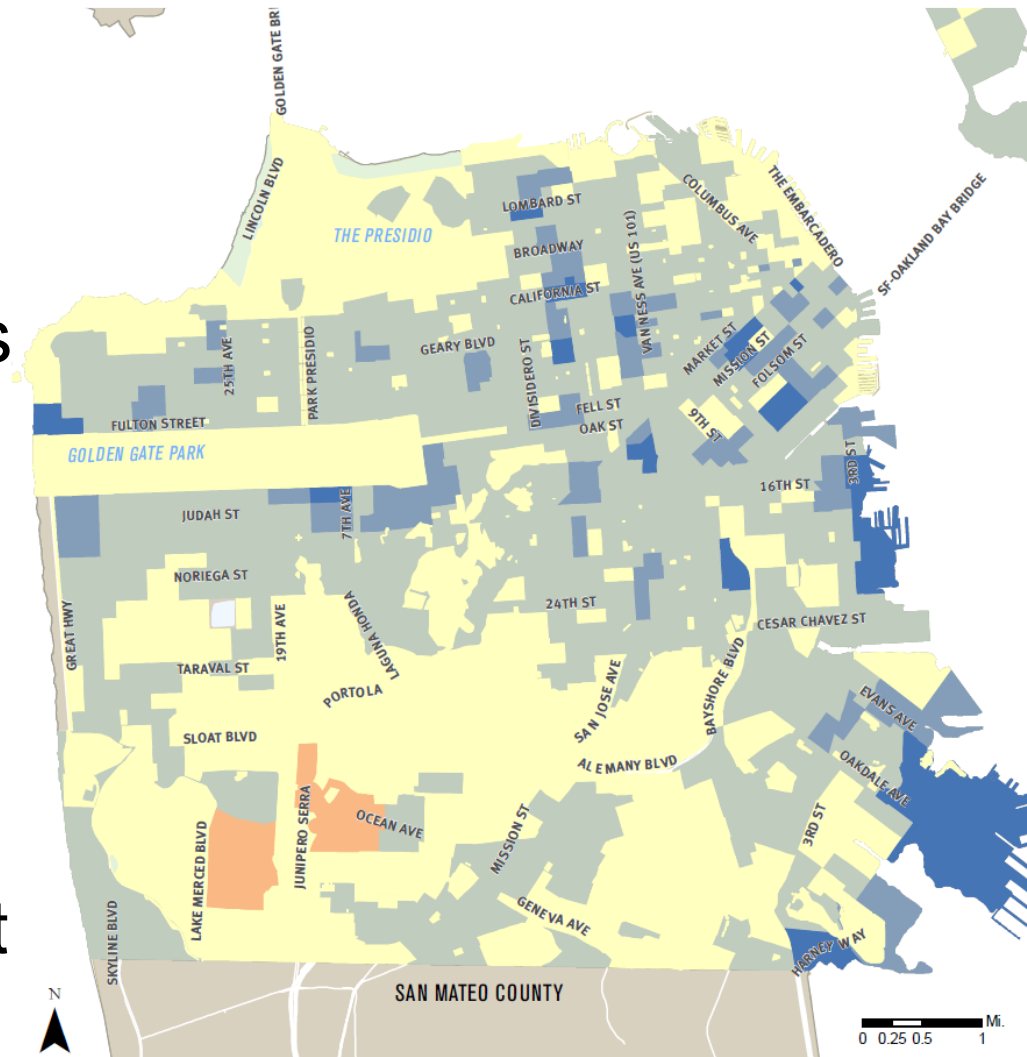 GOLDEN GATE BR
LINCOLN BLVD
THE PRESIDIO
LOMBARD ST
COLUMBUS AVE
THE EMBARCADERO
SF-OAKLAND BAY BRIDGE
BROADWAY
CALIFORNIA ST
VAN NESS AVE (US 101)
s
25TH AVE
PARK PRESIDIO
GEARY BLVD
DIVISIDERO ST
MARKET ST
MISSION ST
FOLSOM ST
FULTON STREET
FELL ST
OAK ST
9TH ST
GOLDEN GATE PARK
3RD ST
16TH ST
JUDAH ST
7TH AVE
NORIEGA ST
24TH ST
CESAR CHAVEZ ST
GREAT HWY
19TH AVE
LAGUNA HONDA
TARAVAL ST
PORTOLA
SAN JOSE AVE
BAYSHORE BLVD
EVANS AVE
SLOAT BLVD
ALEMANY BLVD
OAKDALE AVE
JUNIPERO SERRA
OCEAN AVE
LAKE MERCED BLVD
MISSION ST
3RD ST
GENEVA AVE
t
SKYLINE BLVD
HARNEY WAY
SAN MATEO COUNTY
N
Mi.
0 0.25 0.5 1